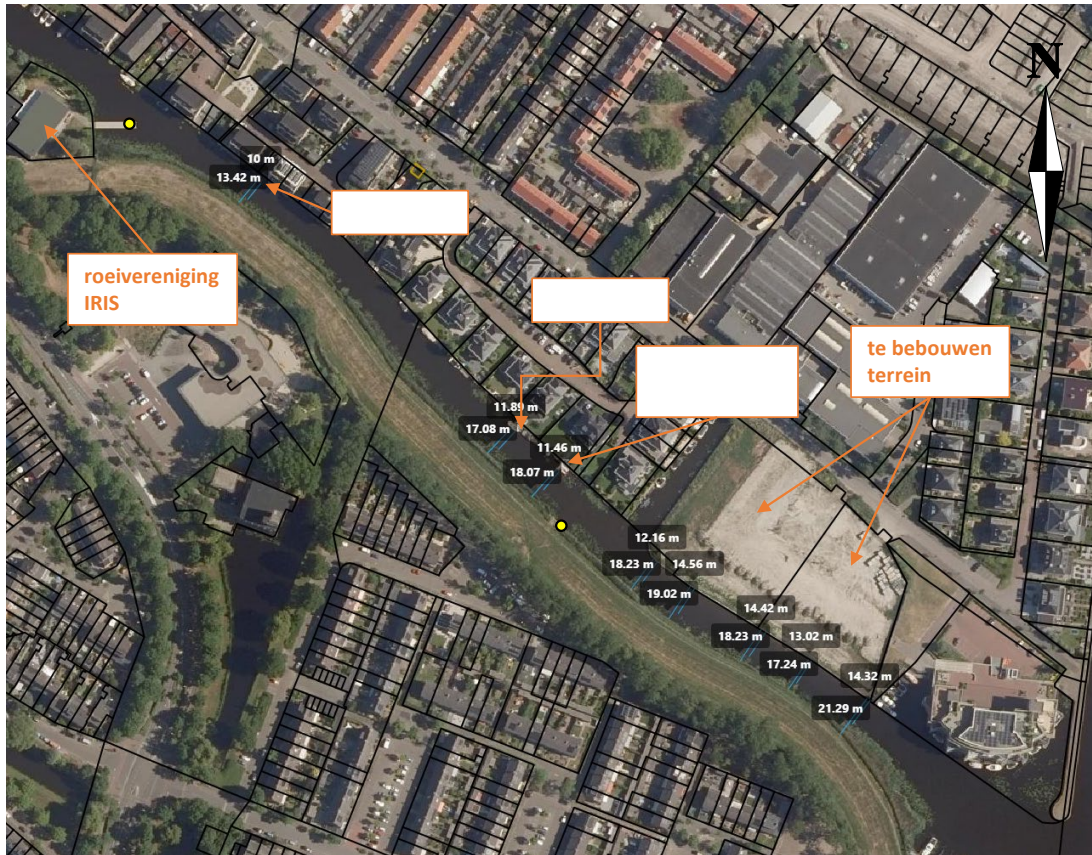 N
10 m
13.42 m
roeivereniging
IRIS
te bebouwen
terrein
11.89 m
17.08 m
11.46 m
18.07 m
12.16 m
18.23 m
14.56 m
19.02 m
14.42 m
18.23 m
13.02 m
17.24 m
14.32 m
21.29 m